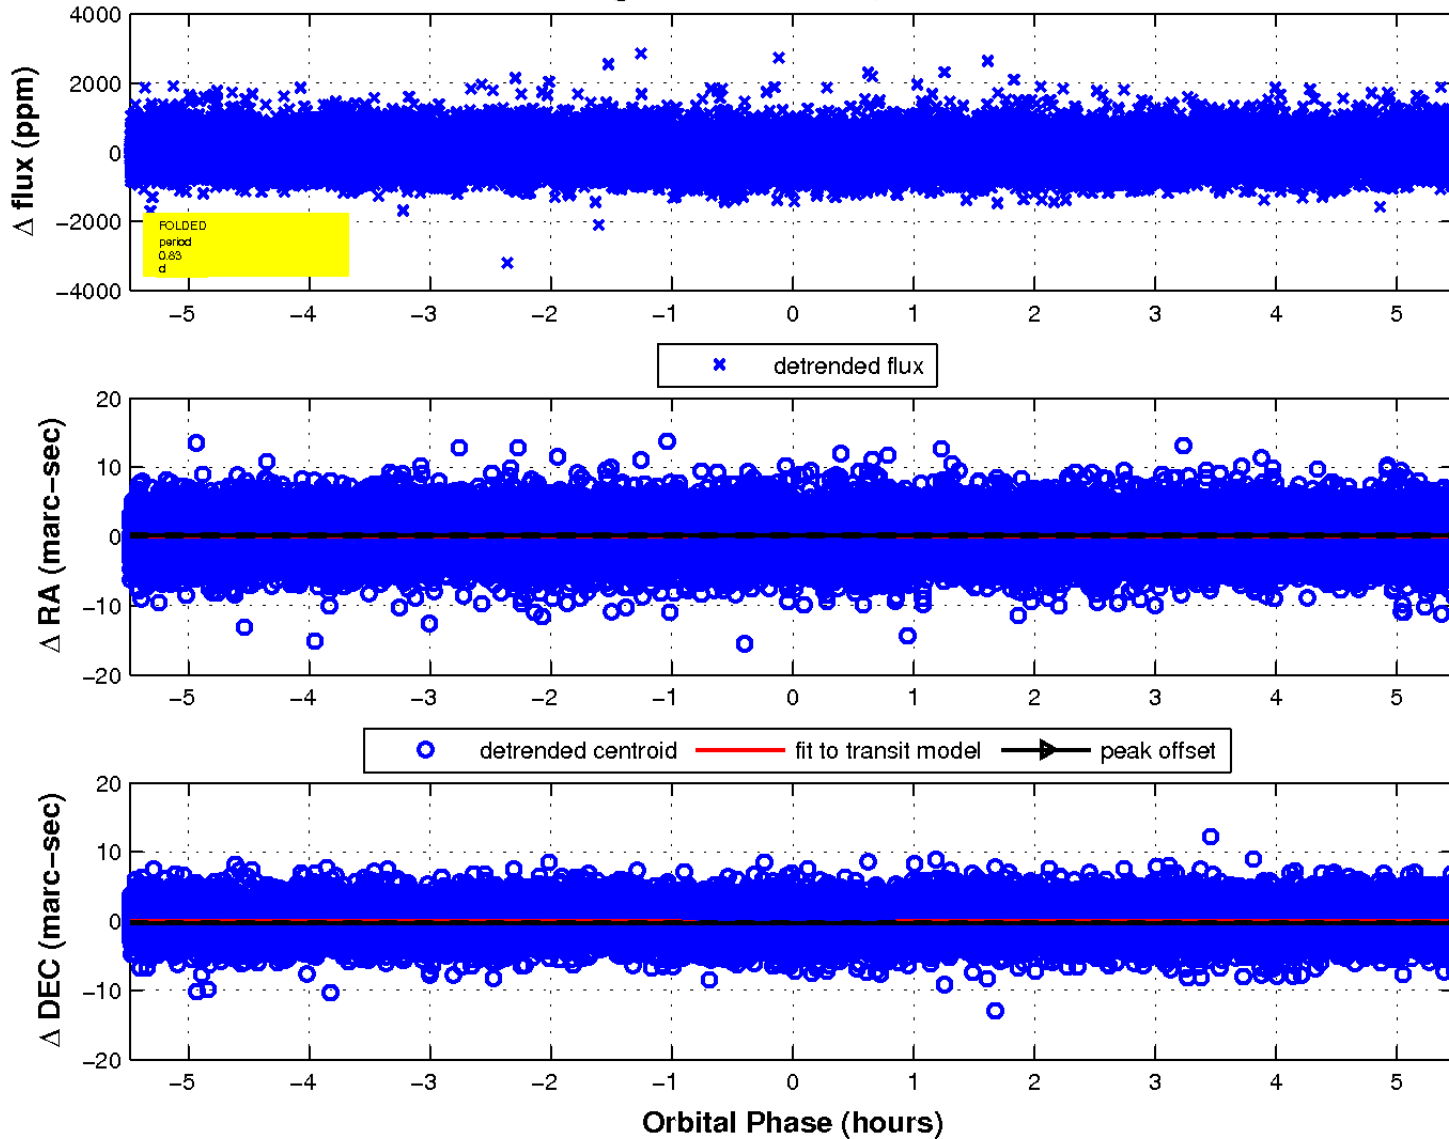 4000
2000
0
−2000
−4000
Δ flux (ppm)
FOLDED
period
0.83
d
−5 −4 −3 −2 −1 0 1 2 3 4 5
detrended flux
20
10
0
−10
−20
Δ RA (marc−sec)
−5 −4 −3 −2 −1 0 1 2 3 4 5
detrended centroid fit to transit model peak offset
20
10
0
−10
−20
Δ DEC (marc−sec)
−5 −4 −3 −2 −1 0 1 2 3 4 5
Orbital Phase (hours)